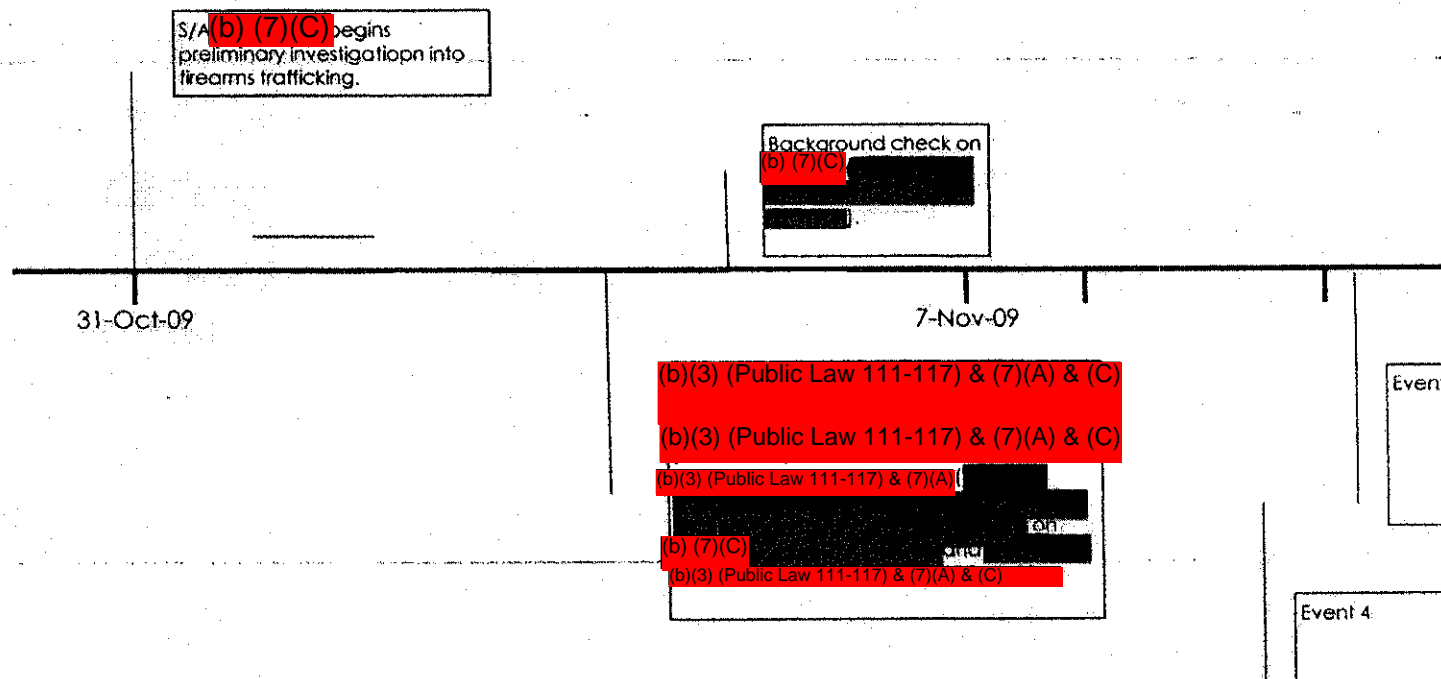 S/A (b) (7)(C) begins
preliminary investigatiopn into
firearms trafficking.
Background check on
(b) (7)(C)
31-Oct-09
7-Nov-09
(b)(3) (Public Law 111-117) & (7)(A) & (C)
(b)(3) (Public Law 111-117) & (7)(A) & (C)
(b)(3) (Public Law 111-117) & (7)(A)
on
(b) (7)(C) and
(b)(3) (Public Law 111-117) & (7)(A) & (C)
Event
Event 4